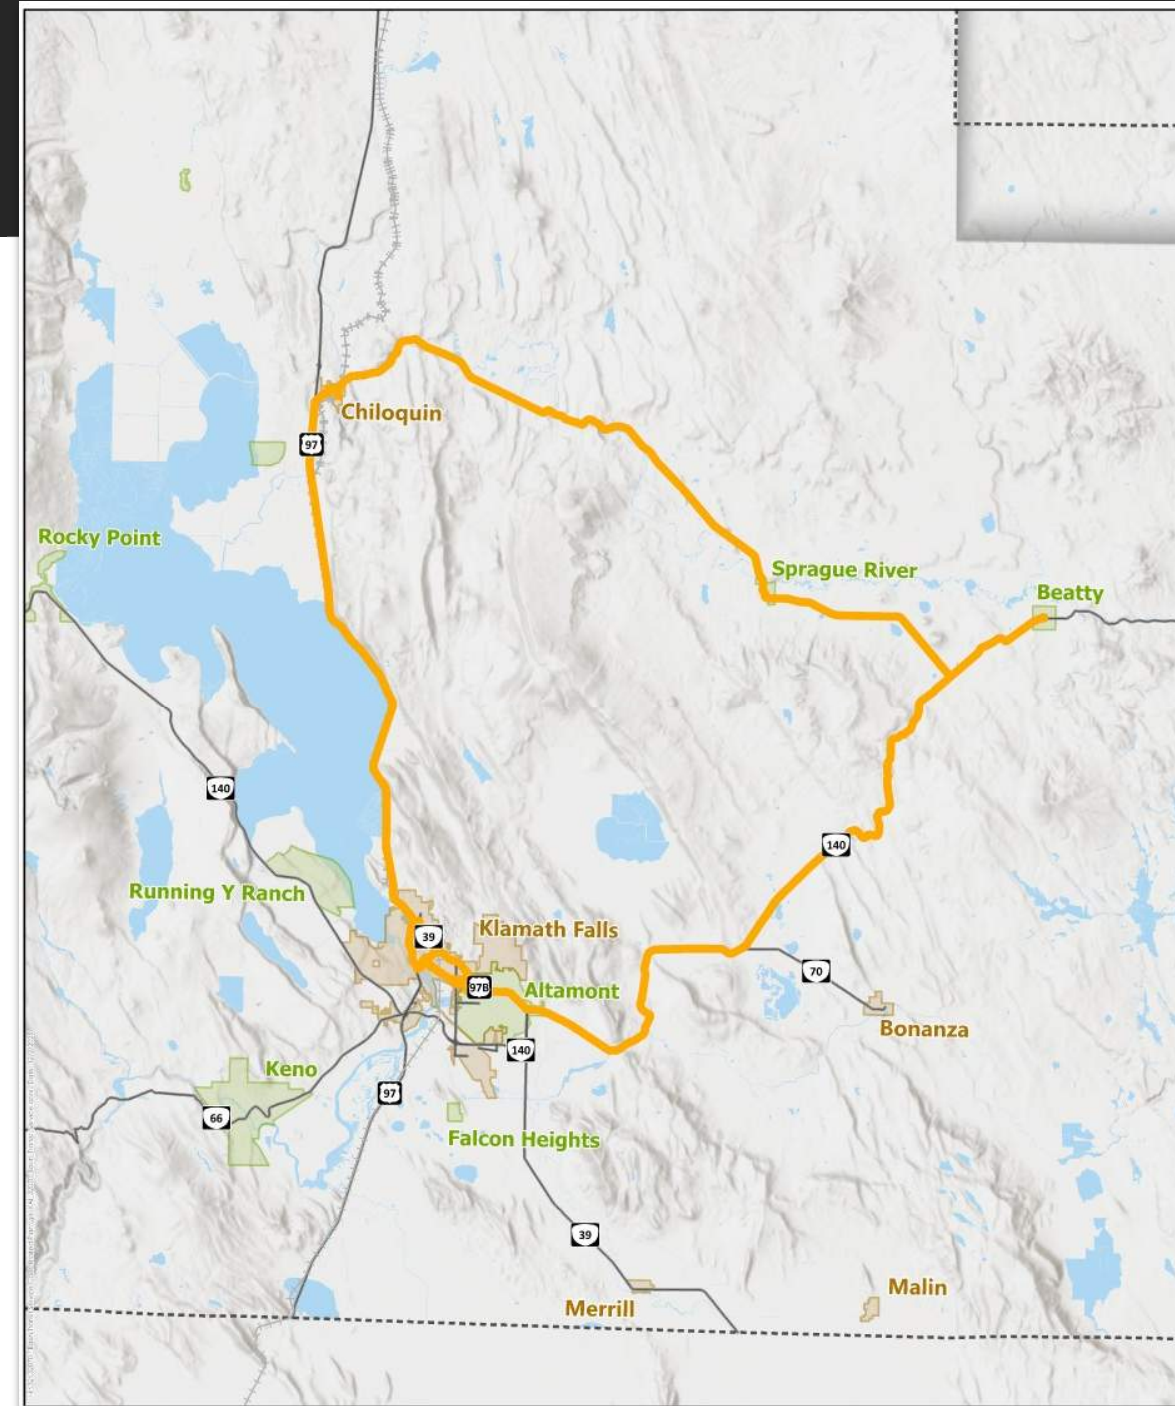 Chiloquin
97
Rocky Point
Sprague River
Beatty
140
140
Running Y Ranch
Klamath Falls
39
70
97B
Altamont
Bonanza
140
Keno
97
66
Falcon Heights
39
Malin
Merrill